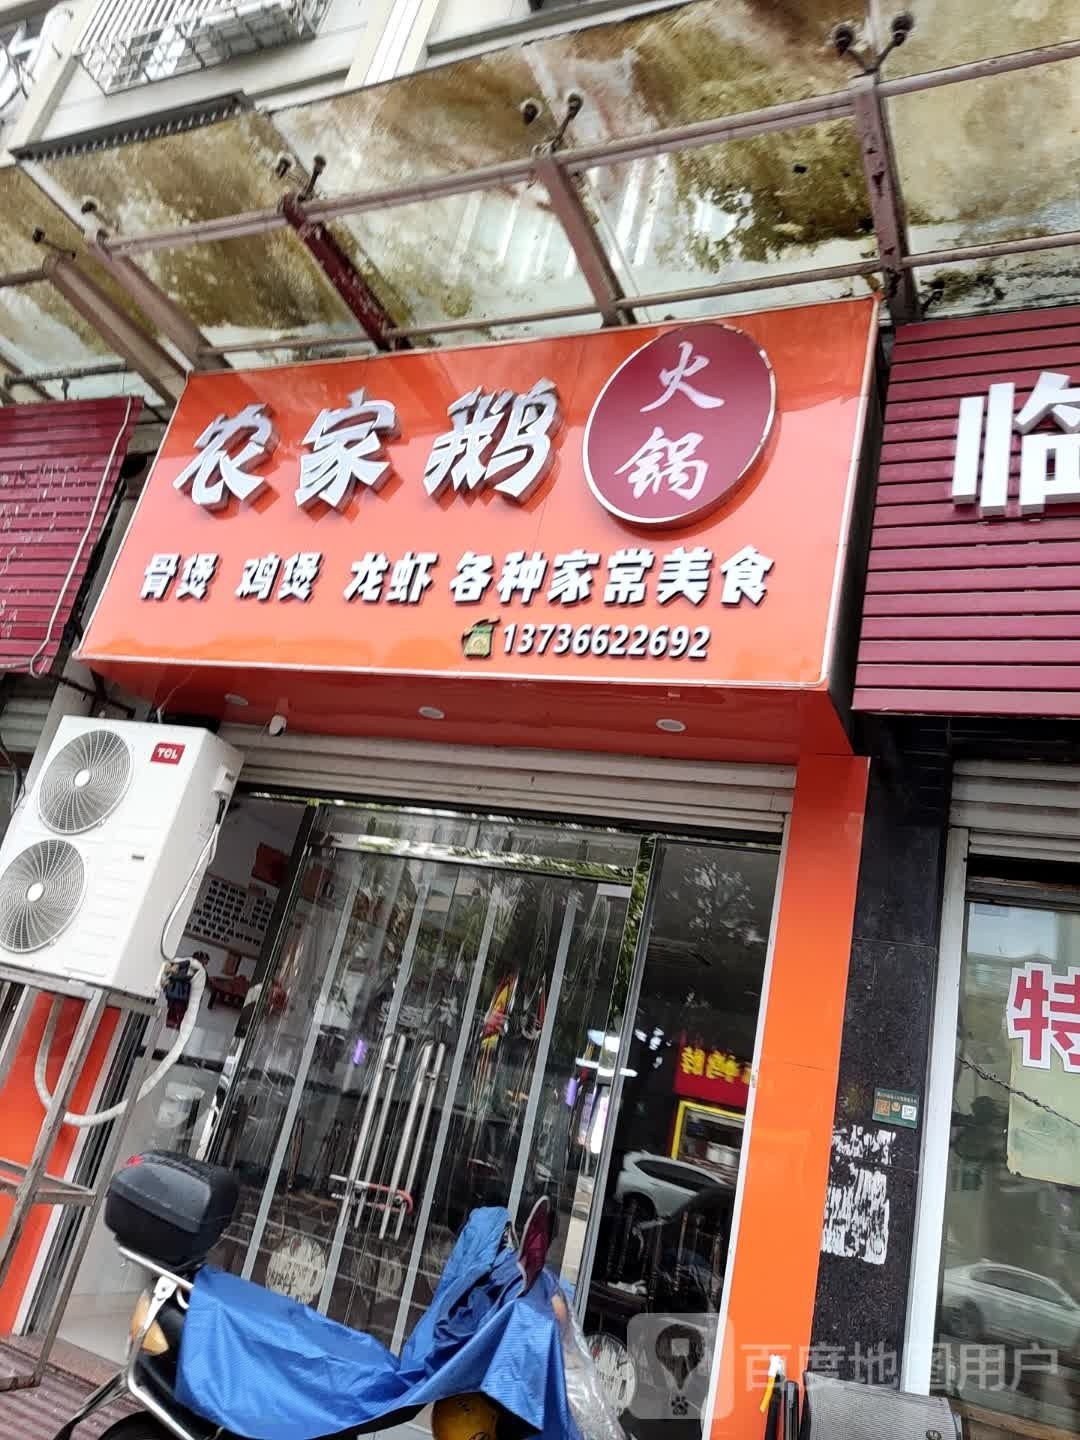 农家鹅
火锅
骨煲 鸡煲 龙虾 各种家常美食
13736622692
临
TCL
特
百度地图用户